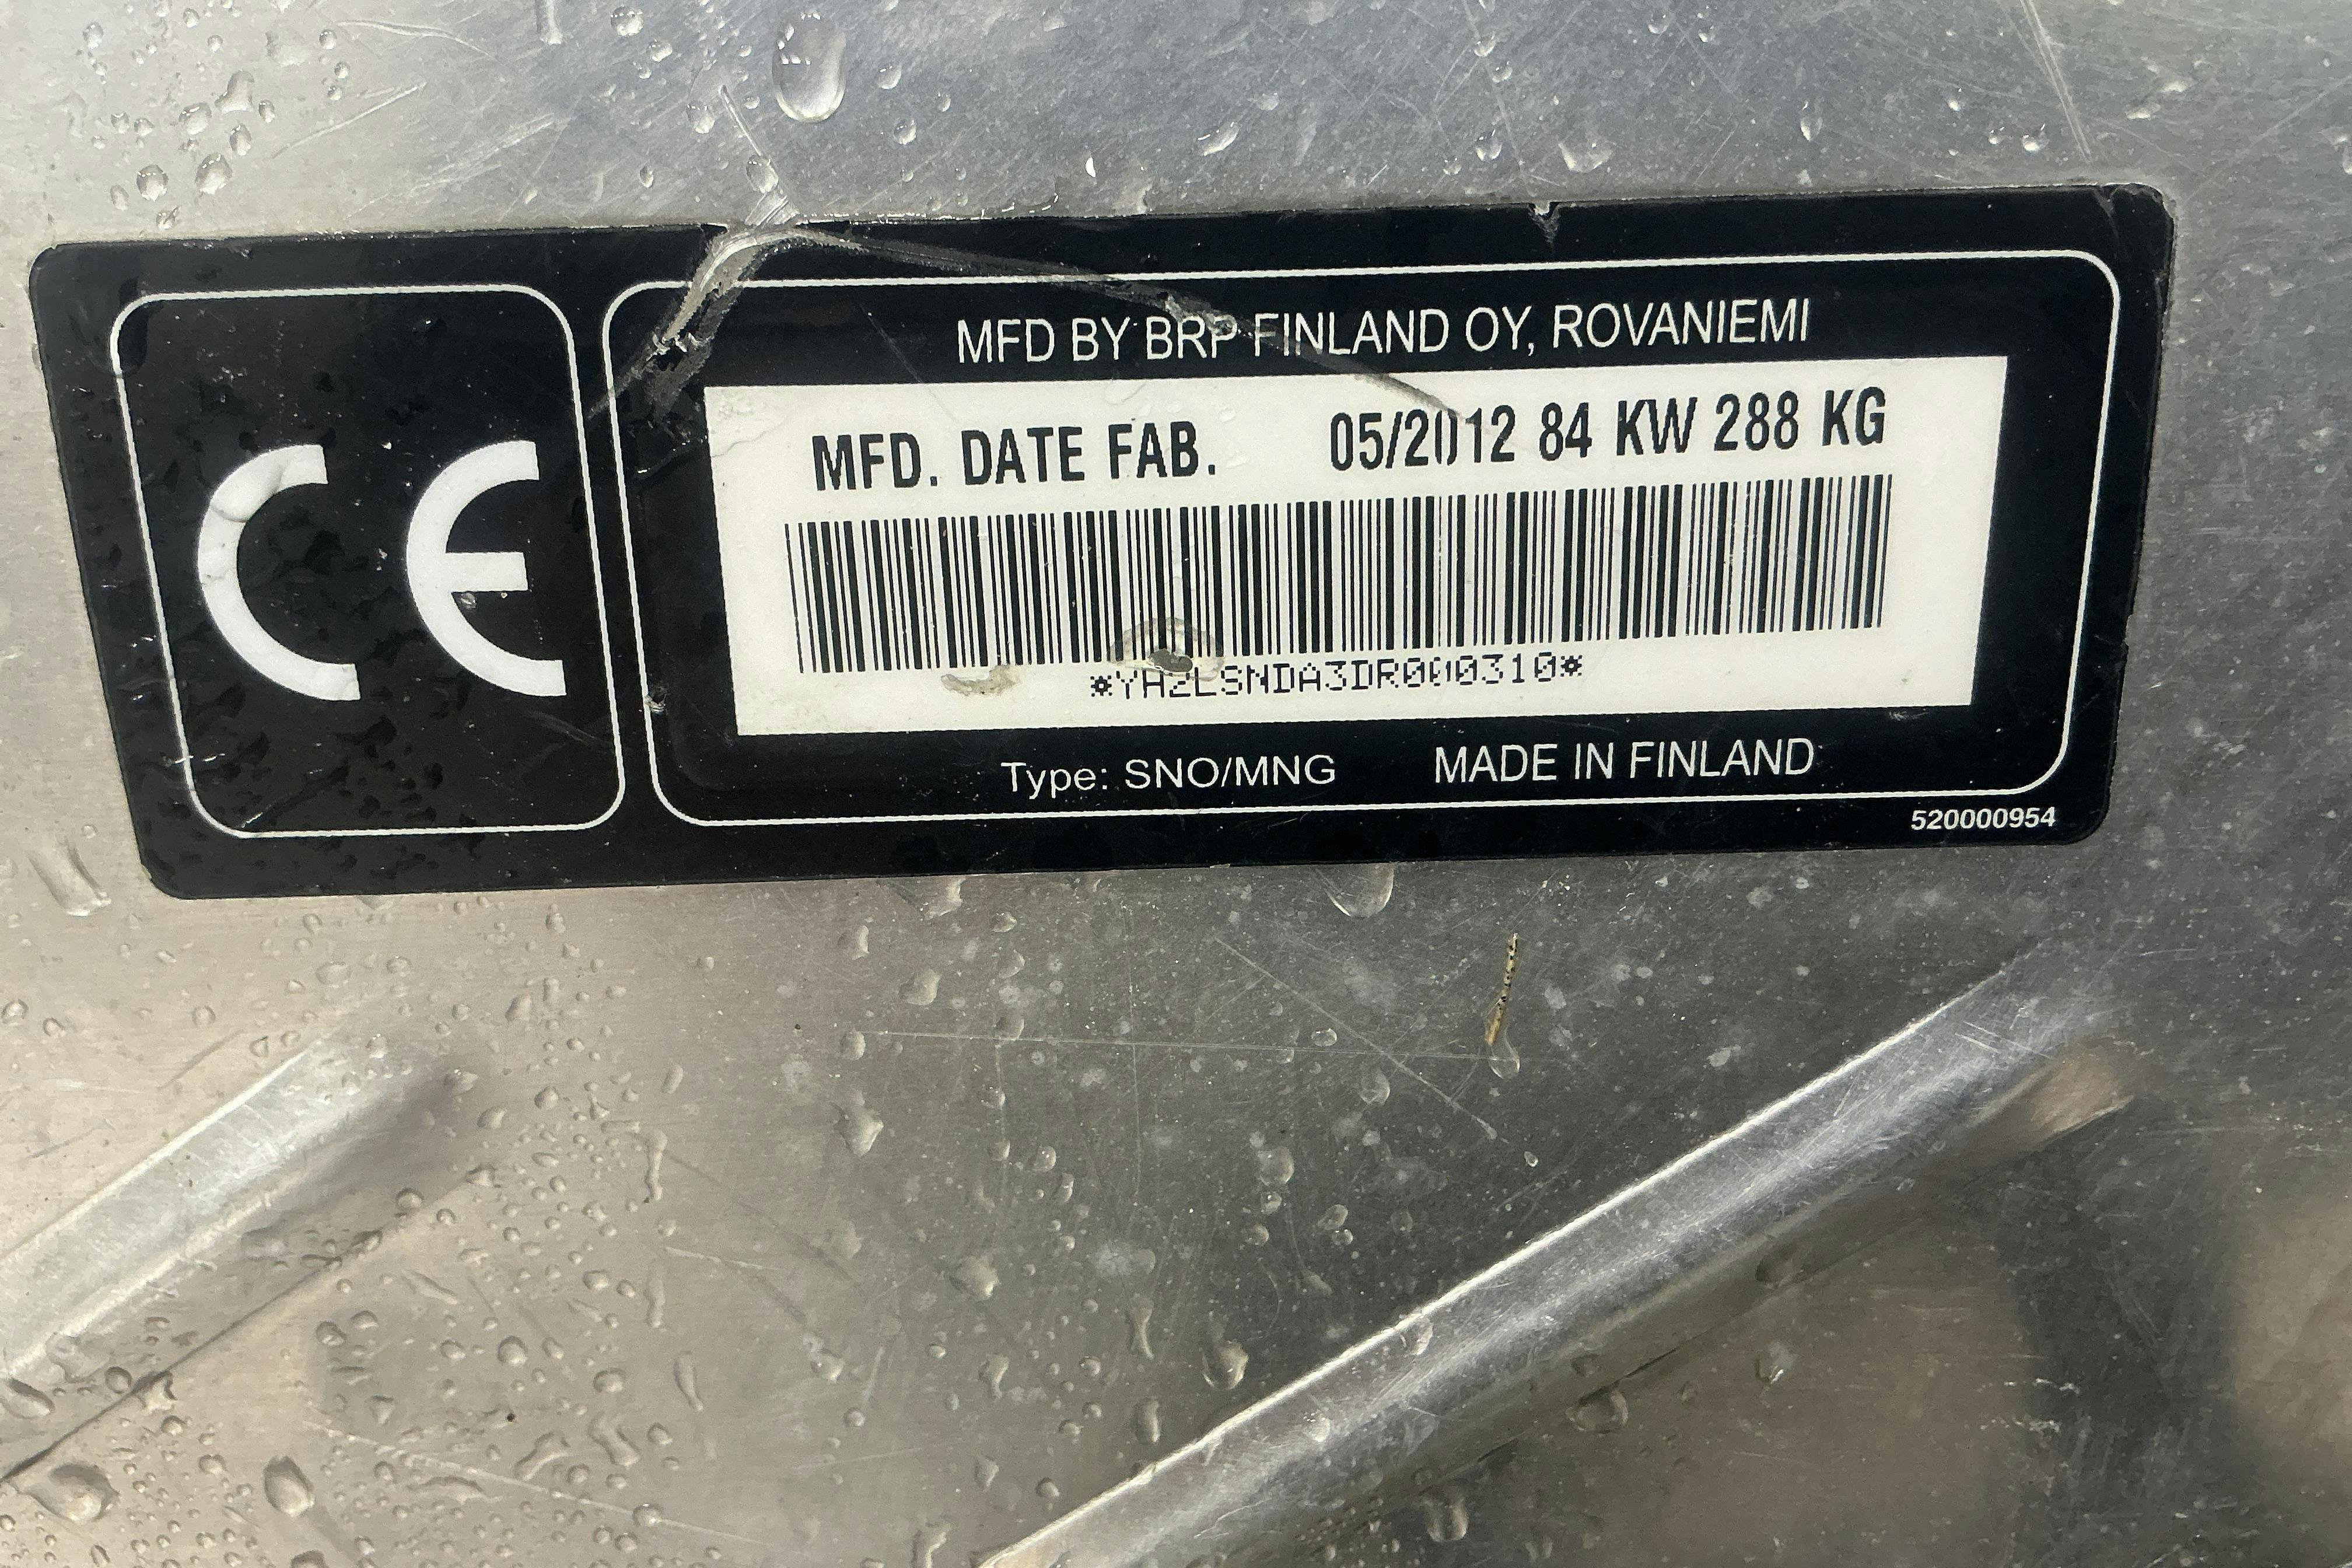 CE
MFD BY BRP FINLAND OY, ROVANIEMI
MFD. DATE FAB. 05/2012 84 KW 288 KG
*YH2LSNDA3DR000310*
Type: SNO/MNG MADE IN FINLAND
520000954